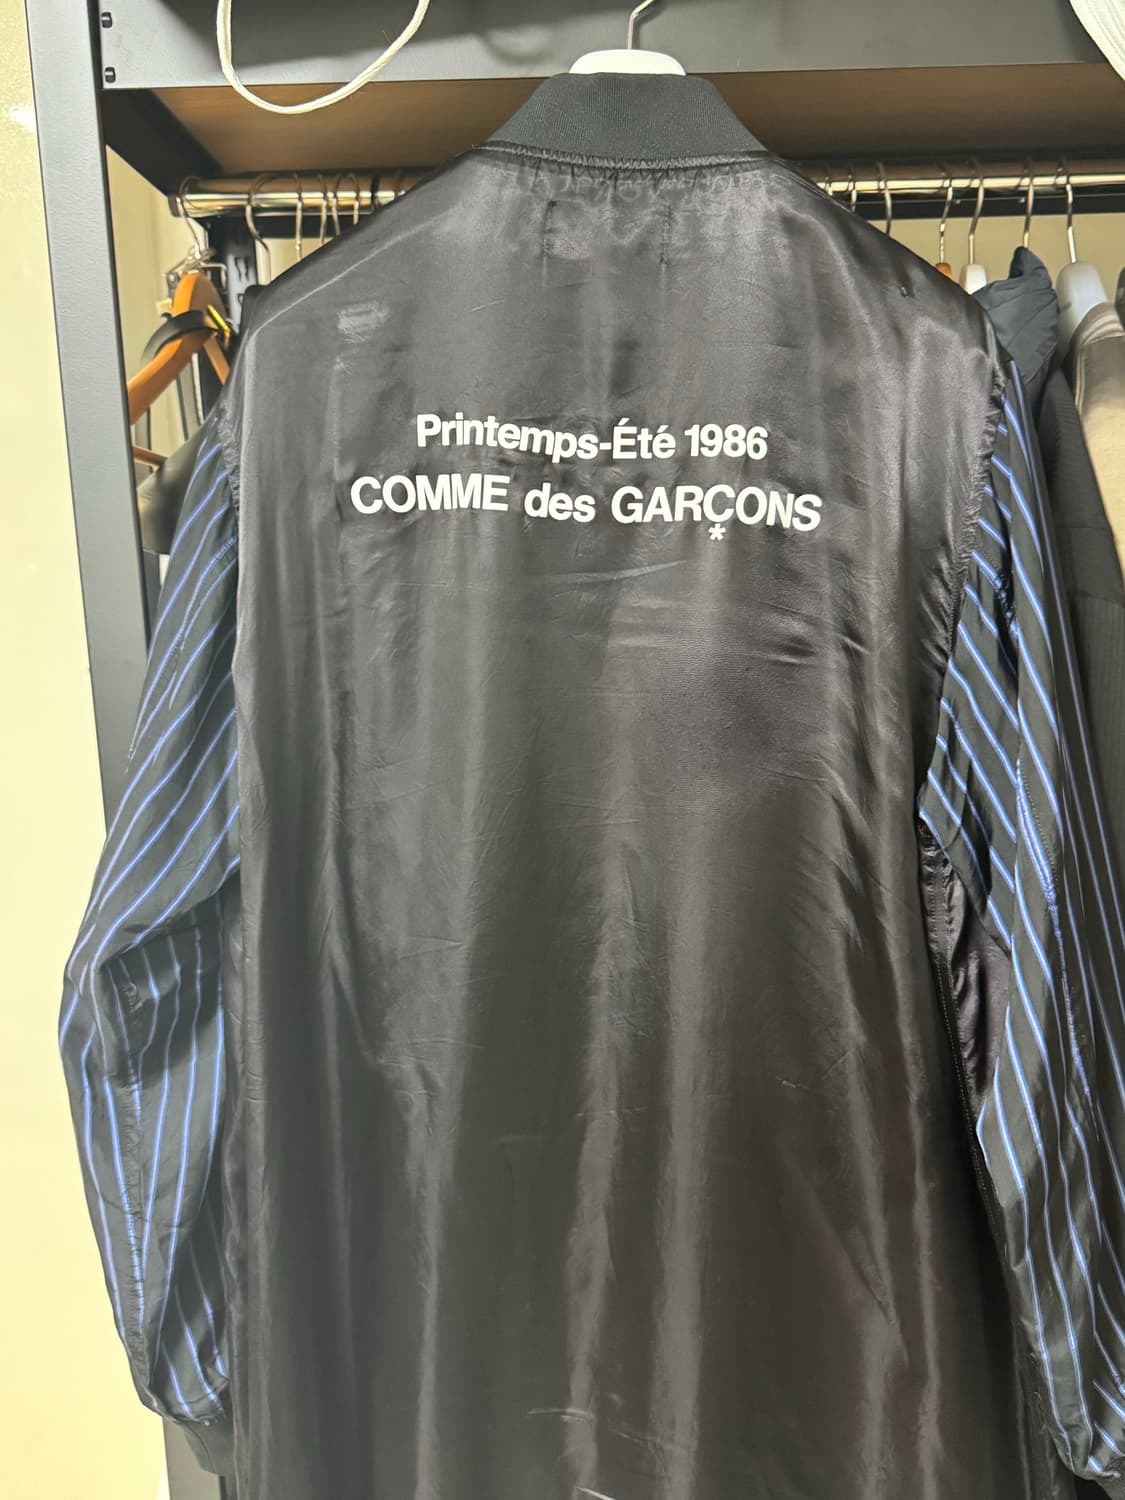 Printemps-Été 1986
COMME des GARÇONS
*